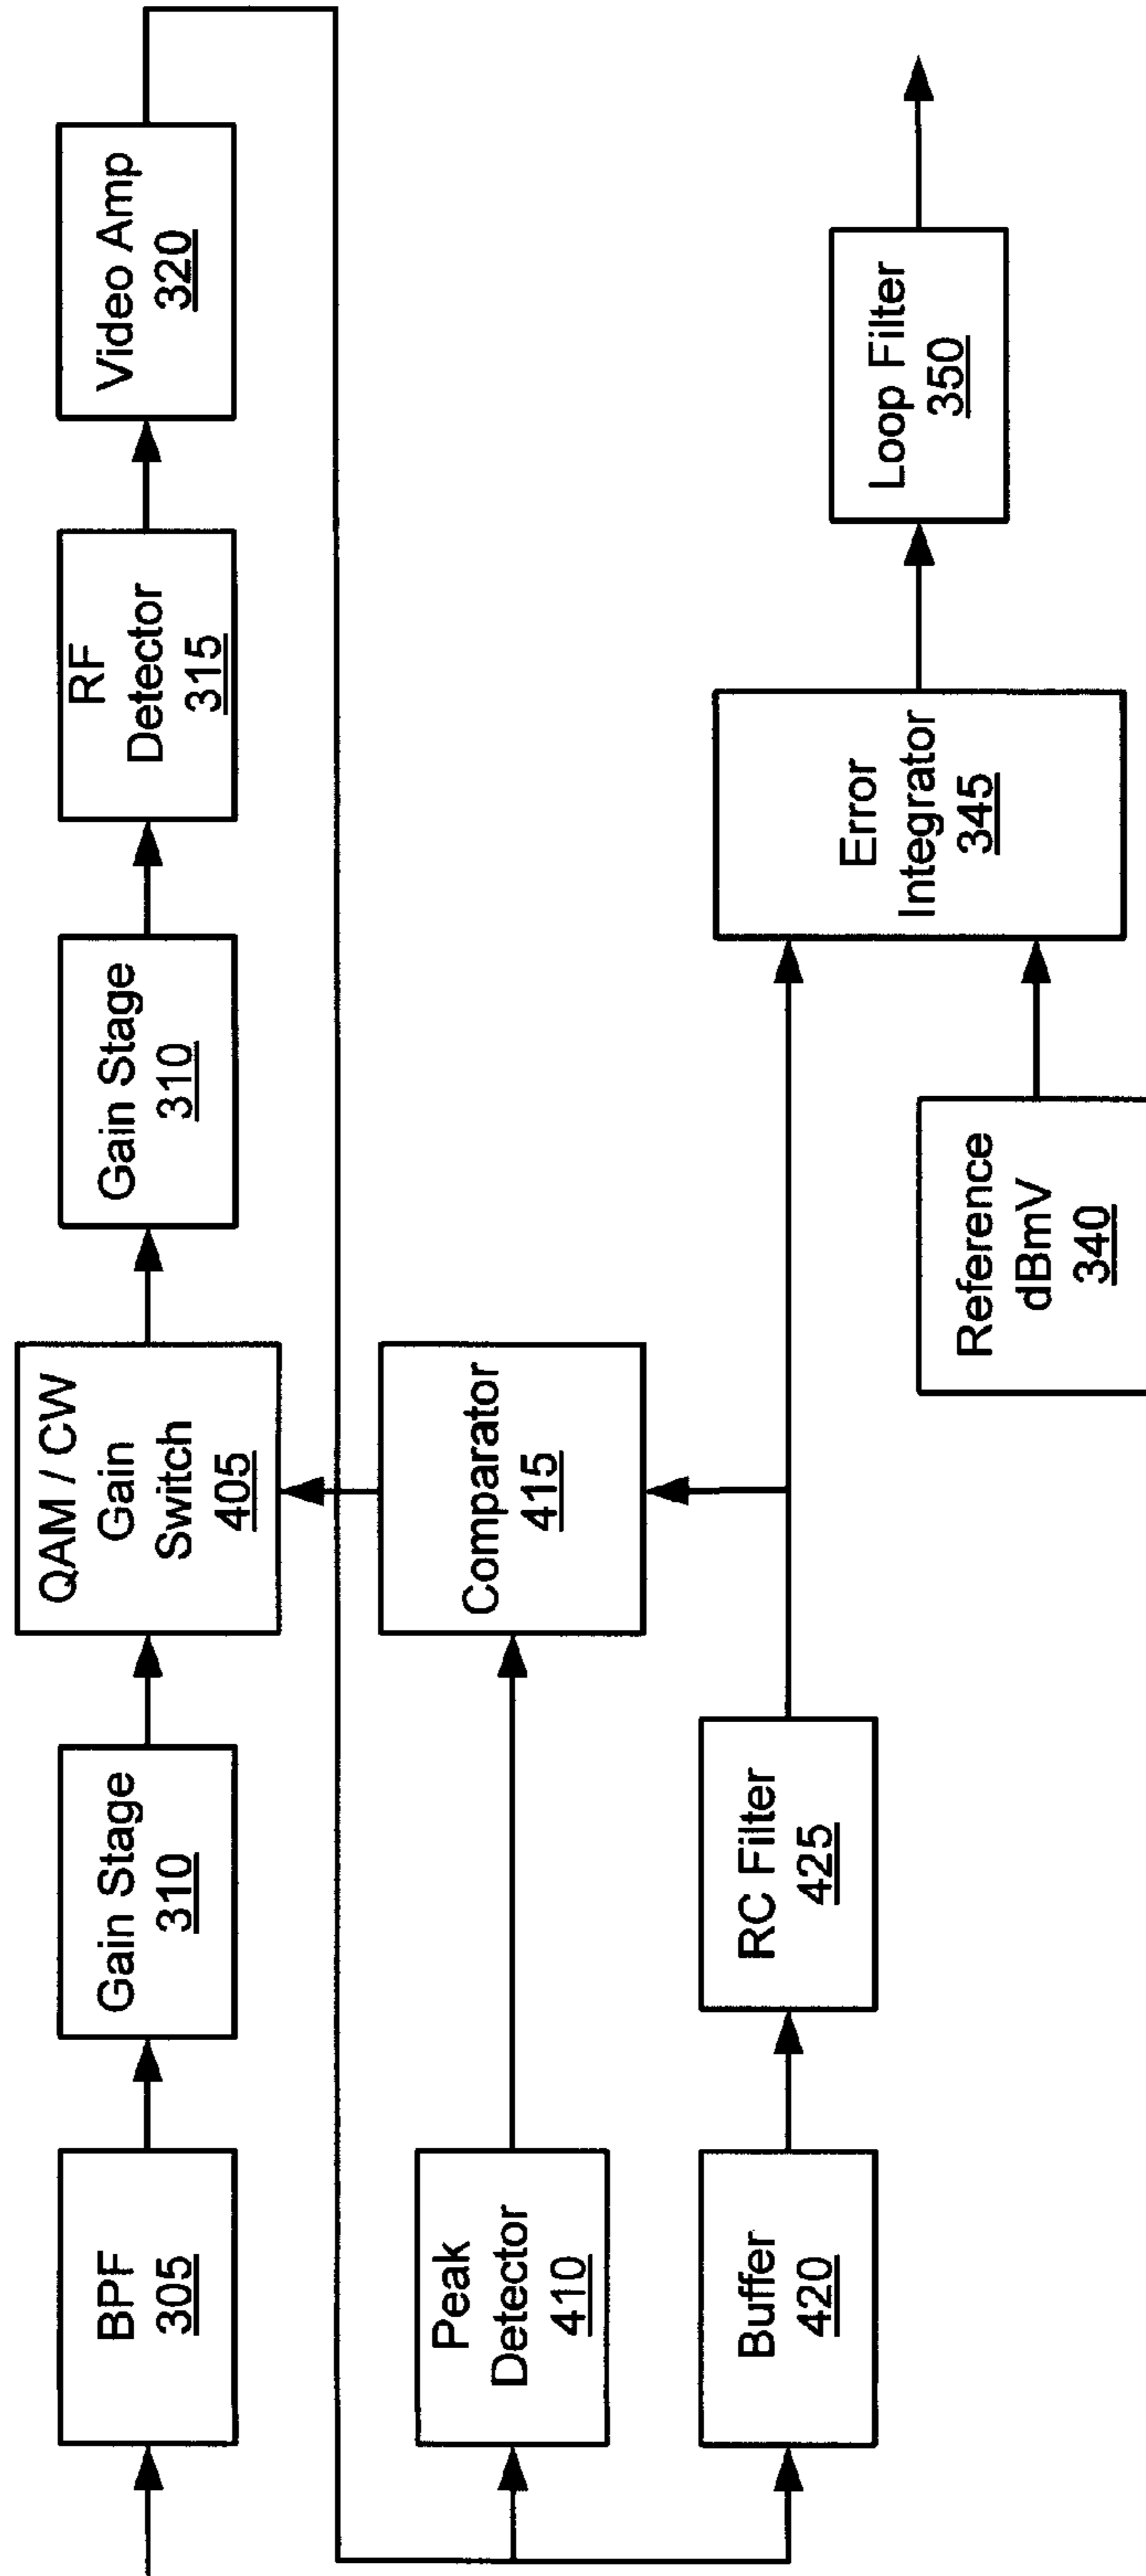 BPF
305
Gain Stage
310
QAM / CW
Gain
Switch
405
Gain Stage
310
RF
Detector
315
Video Amp
320
Peak
Detector
410
Comparator
415
Buffer
420
RC Filter
425
Reference
dBmV
340
Error
Integrator
345
Loop Filter
350